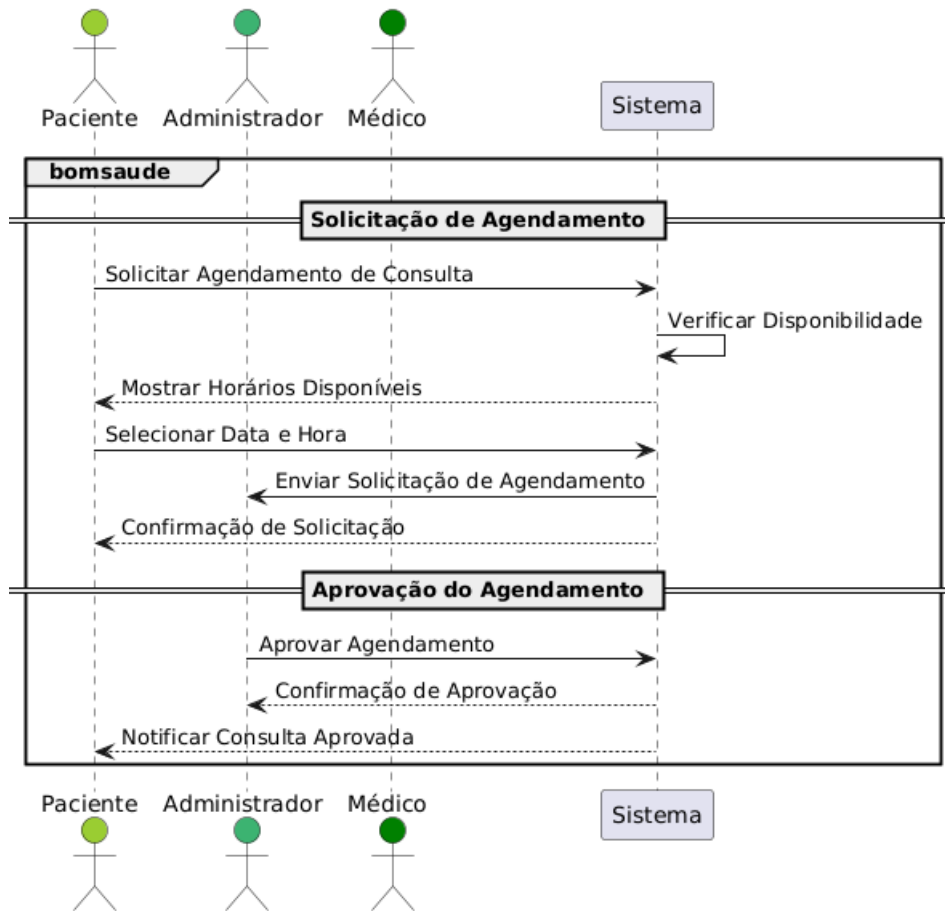 Paciente Administrador Médico Sistema
bomsaude
Solicitação de Agendamento
Solicitar Agendamento de Consulta
Verificar Disponibilidade
Mostrar Horários Disponíveis
Selecionar Data e Hora
Enviar Solicitação de Agendamento
Confirmação de Solicitação
Aprovação do Agendamento
Aprovar Agendamento
Confirmação de Aprovação
Notificar Consulta Aprovada
Paciente Administrador Médico Sistema